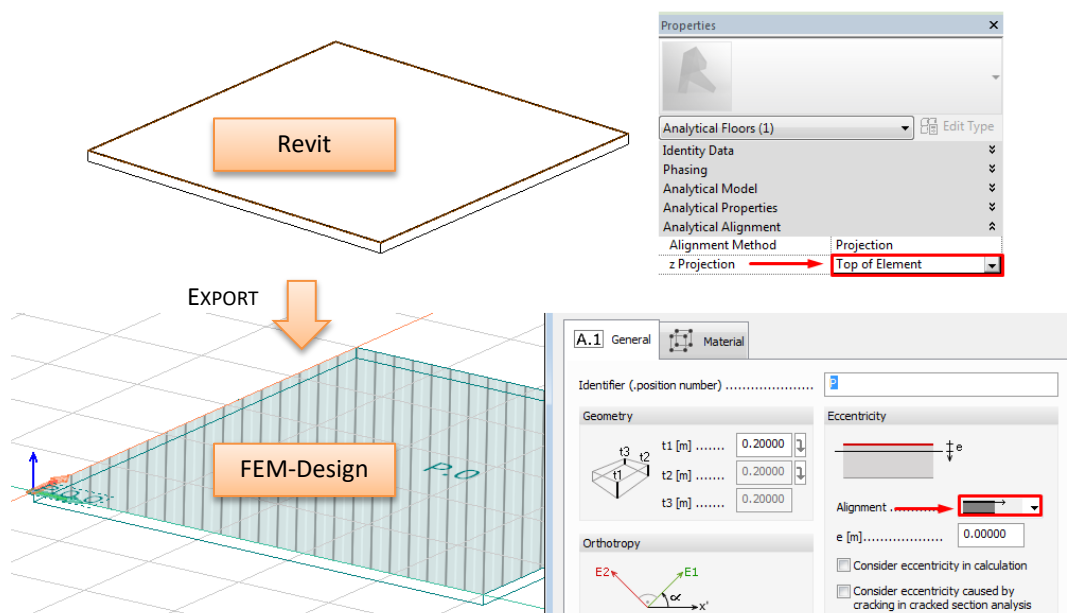 Revit
Properties
Analytical Floors (1)
Edit Type
Identity Data
Phasing
Analytical Model
Analytical Properties
Analytical Alignment
Alignment Method Projection
z Projection Top of Element
EXPORT
FEM-Design
P.0
A.1 General
Material
Identifier (.position number) ......................
P
Geometry
t1 t3 t2
t1 [m] ....... 0.20000
t2 [m] ....... 0.20000
t3 [m] ....... 0.20000
Orthotropy
E2 E1
α
x'
Eccentricity
e
Alignment ............
e [m].................... 0.00000
Consider eccentricity in calculation
Consider eccentricity caused by
cracking in cracked section analysis